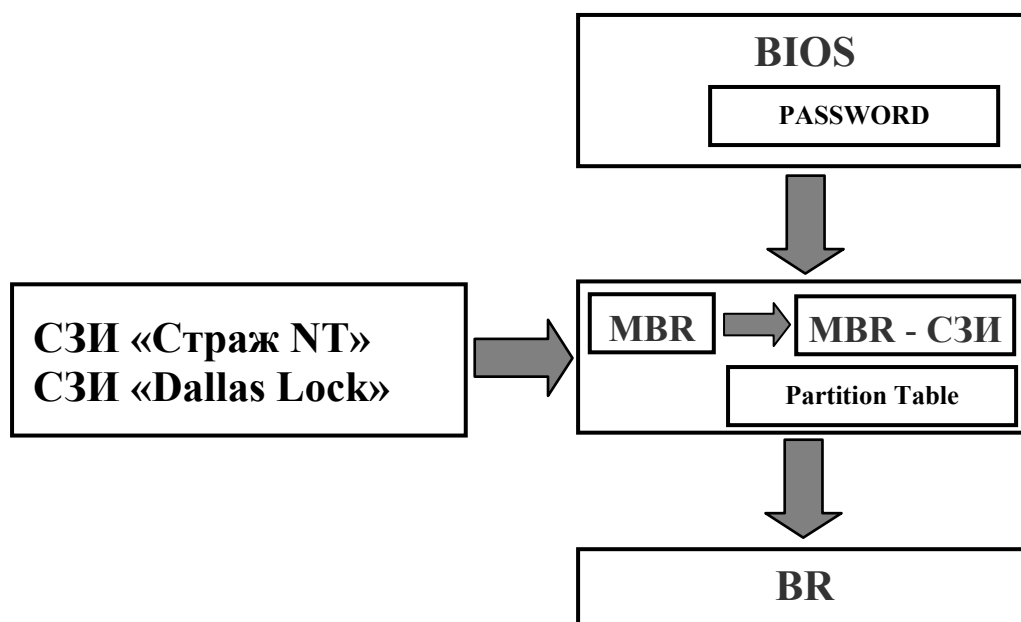 BIOS
PASSWORD
СЗИ «Страж NT»
СЗИ «Dallas Lock»
MBR
MBR - СЗИ
Partition Table
BR